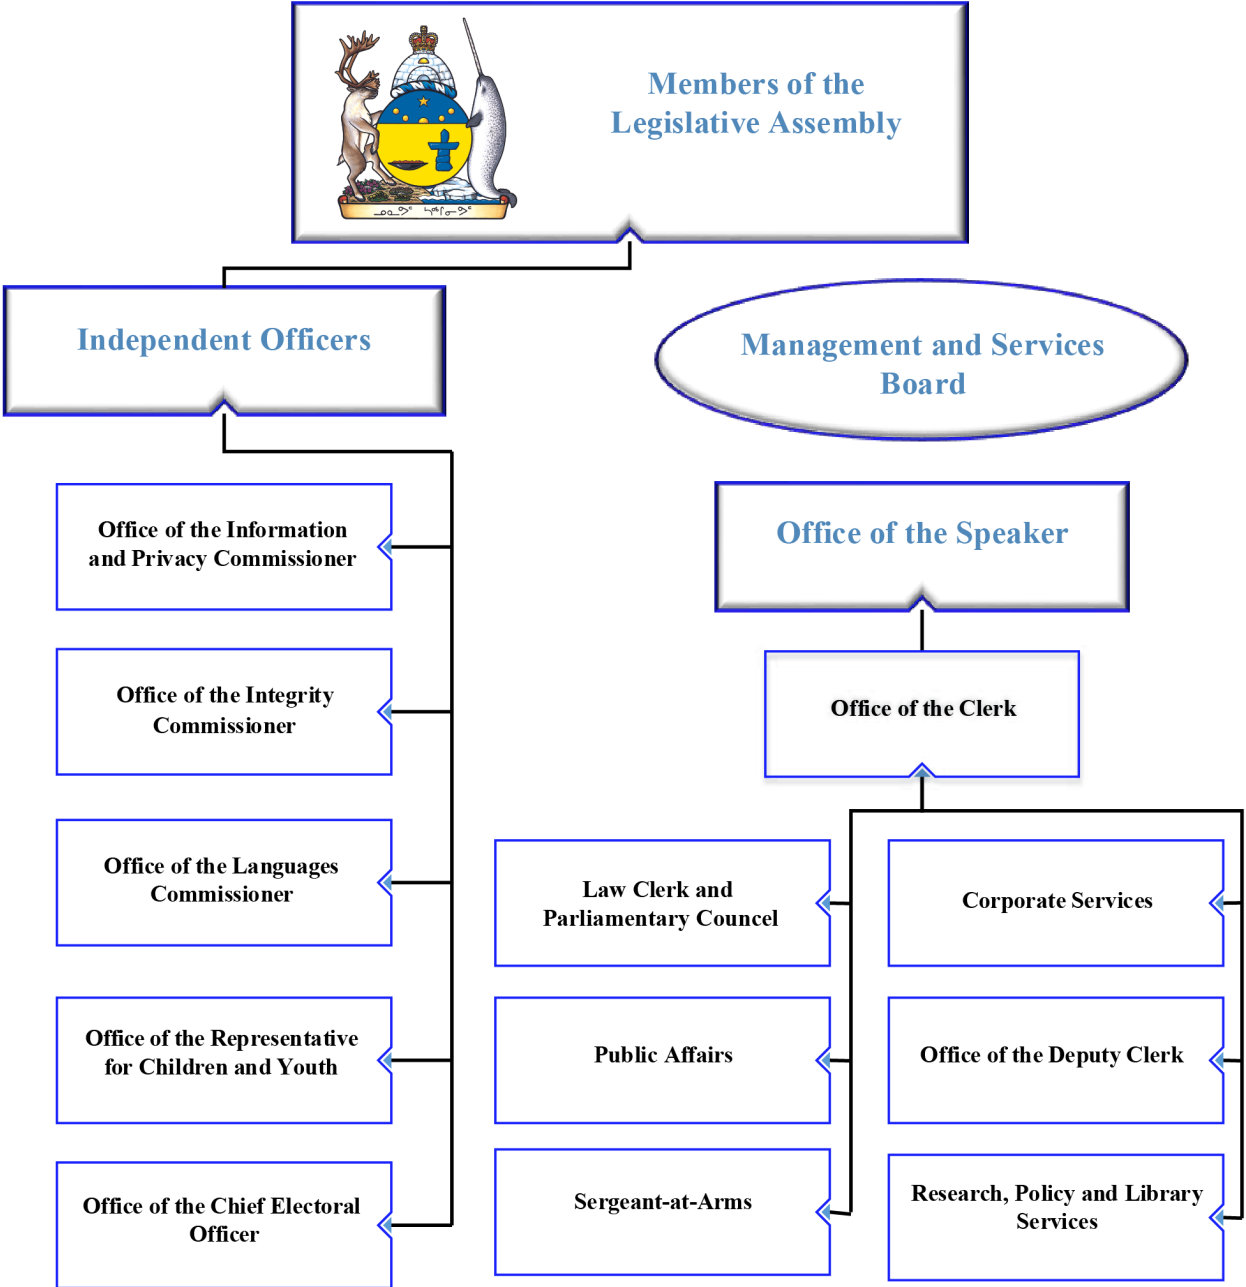 Members of the
Legislative Assembly
ᓄᓇᕗᑦ ᓴᙱᓂᕗᑦ
Independent Officers
Management and Services
Board
Office of the Information
and Privacy Commissioner
Office of the Speaker
Office of the Integrity
Commissioner
Office of the Clerk
Office of the Languages
Commissioner
Law Clerk and
Parliamentary Councel
Corporate Services
Office of the Representative
for Children and Youth
Public Affairs
Office of the Deputy Clerk
Office of the Chief Electoral
Officer
Sergeant-at-Arms
Research, Policy and Library
Services